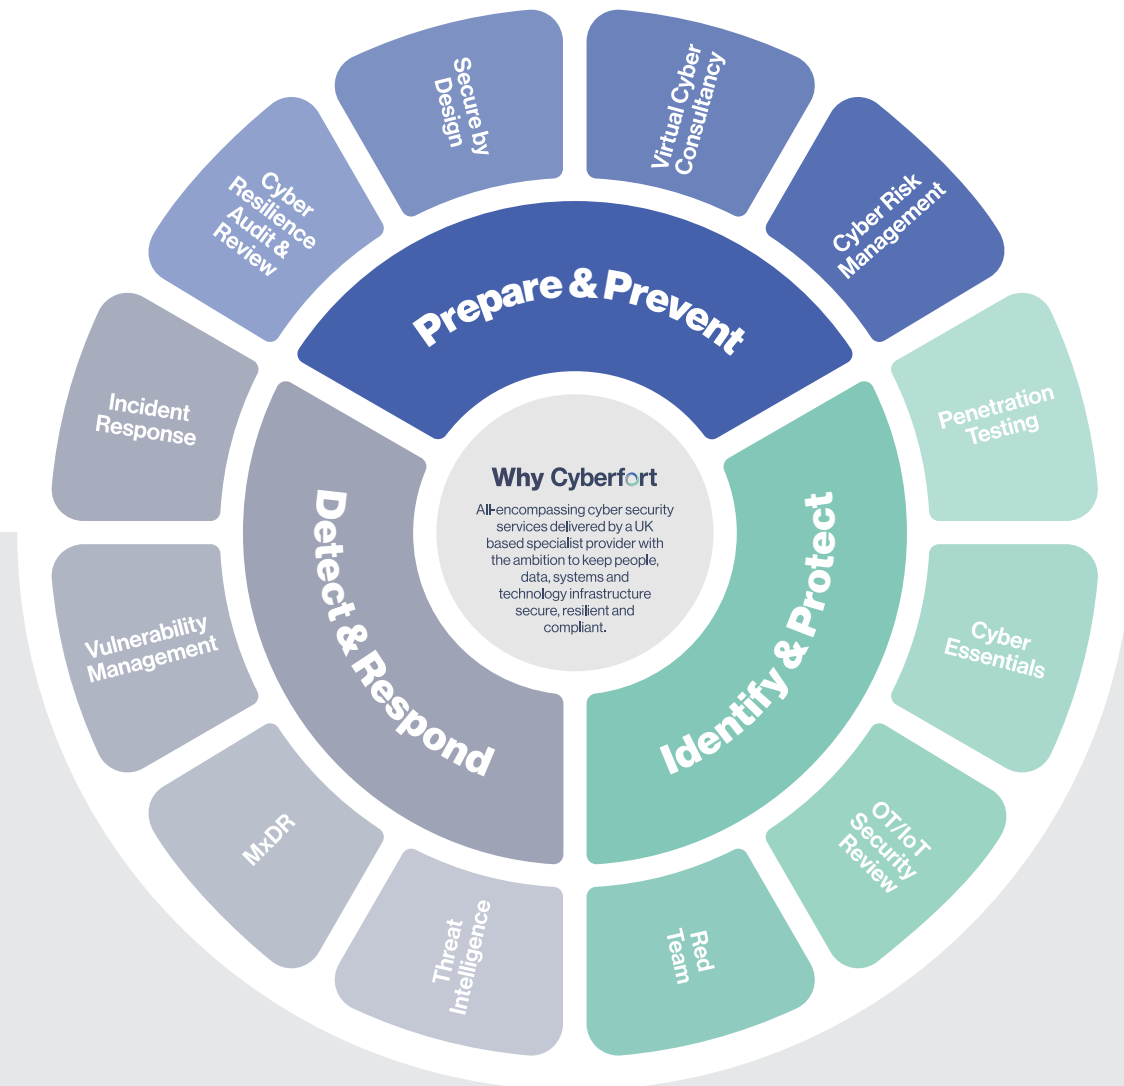 Secure by
Design
Virtual Cyber
Consultancy
Cyber Risk
Management
Cyber
Resilience
Audit &
Review
Prepare & Prevent
Penetration
Testing
Incident
Response
Why Cyberfort
All-encompassing cyber security
services delivered by a UK
based specialist provider with
the ambition to keep people,
data, systems and
technology infrastructure
secure, resilient and
compliant.
Detect & Respond
Identify & Protect
Cyber
Essentials
Vulnerability
Management
OT/IoT
Security
Review
MxDR
Red
Team
Threat
Intelligence